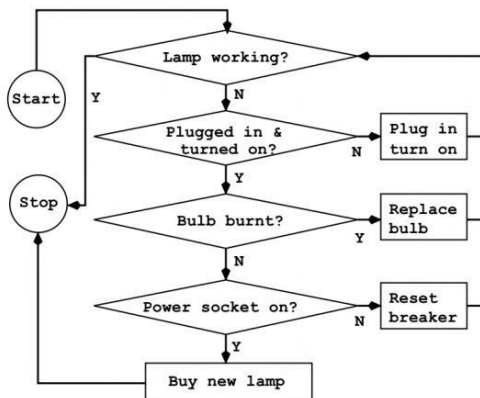 Lamp working?
Start
Y
N
Plugged in &
turned on?
N
Plug in
turn on
Y
Stop
Bulb burnt?
Y
Replace
bulb
N
Power socket on?
N
Reset
breaker
Y
Buy new lamp